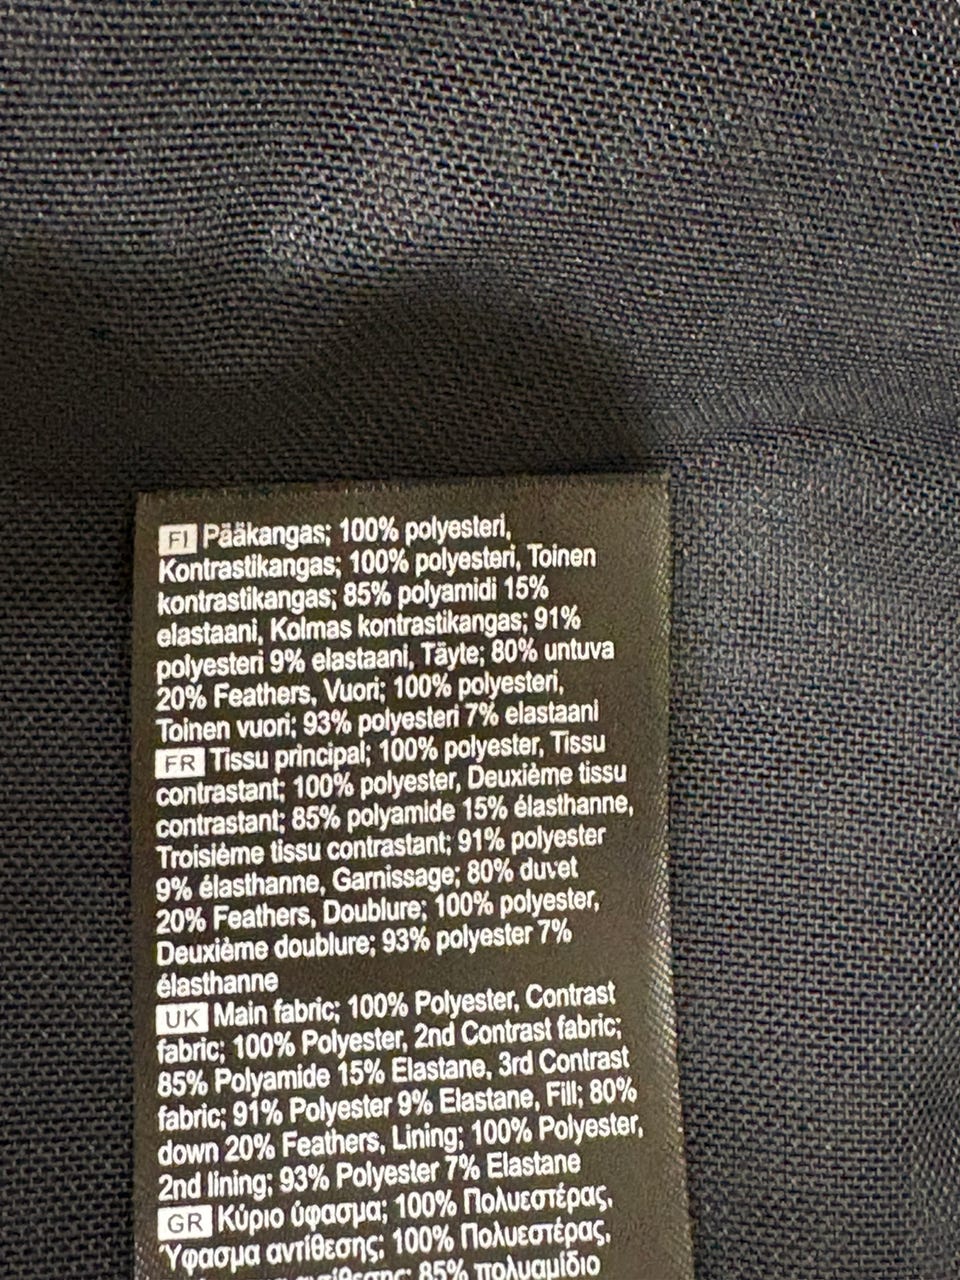 FI Pääkangas; 100% polyesteri,
Kontrastikangas; 100% polyesteri, Toinen
kontrastikangas; 85% polyamidi 15%
elastaani, Kolmas kontrastikangas; 91%
polyesteri 9% elastaani, Täyte; 80% untuva
20% Feathers, Vuori; 100% polyesteri,
Toinen vuori; 93% polyesteri 7% elastaani
FR Tissu principal; 100% polyester, Tissu
contrastant; 100% polyester, Deuxième tissu
contrastant; 85% polyamide 15% élasthanne,
Troisième tissu contrastant; 91% polyester
9% élasthanne, Garnissage; 80% duvet
20% Feathers, Doublure; 100% polyester,
Deuxième doublure; 93% polyester 7%
élasthanne
UK Main fabric; 100% Polyester, Contrast
fabric; 100% Polyester, 2nd Contrast fabric;
85% Polyamide 15% Elastane, 3rd Contrast
fabric; 91% Polyester 9% Elastane, Fill; 80%
down 20% Feathers, Lining; 100% Polyester,
2nd lining; 93% Polyester 7% Elastane
GR Κύριο ύφασμα; 100% Πολυεστέρας,
Ύφασμα αντίθεσης; 100% Πολυεστέρας,
αντίθεσης; 85% πολυαμίδιο